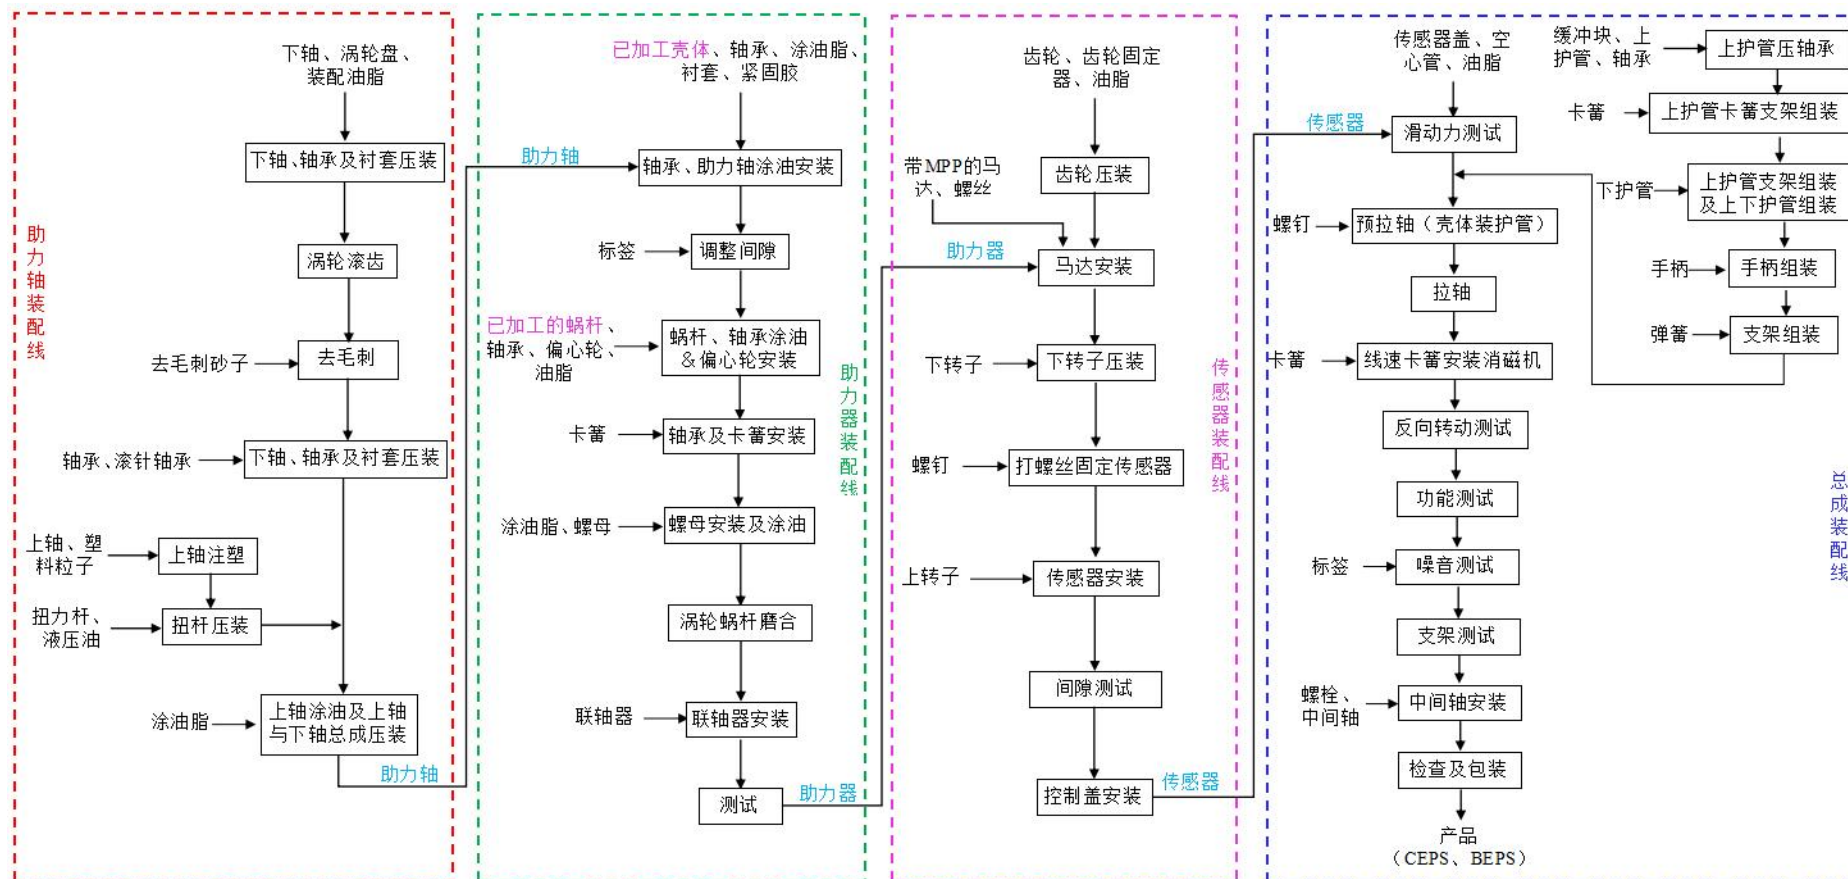 下轴、涡轮盘、
装配油脂
下轴、轴承及衬套压装
涡轮滚齿
去毛刺砂子
去毛刺
轴承、滚针轴承
下轴、轴承及衬套压装
上轴、塑
料粒子
上轴注塑
扭力杆、
液压油
扭杆压装
涂油脂
上轴涂油及上轴
与下轴总成压装
助力轴
助力轴装配线
已加工壳体、轴承、涂油脂、
衬套、紧固胶
助力轴
轴承、助力轴涂油安装
标签
调整间隙
已加工的蜗杆、
轴承、偏心轮、
油脂
蜗杆、轴承涂油
&偏心轮安装
卡簧
轴承及卡簧安装
涂油脂、螺母
螺母安装及涂油
涡轮蜗杆磨合
联轴器
联轴器安装
测试
助力器
助力器装配线
齿轮、齿轮固定
器、油脂
带MPP的马
达、螺丝
齿轮压装
助力器
马达安装
下转子
下转子压装
螺钉
打螺丝固定传感器
上转子
传感器安装
间隙测试
控制盖安装
传感器
传感器装配线
传感器盖、空
心管、油脂
传感器
滑动力测试
螺钉
预拉轴（壳体装护管）
拉轴
卡簧
线速卡簧安装消磁机
反向转动测试
功能测试
标签
噪音测试
支架测试
螺栓、
中间轴
中间轴安装
检查及包装
产品
（CEPS、BEPS）
缓冲块、上
护管、轴承
上护管压轴承
卡簧
上护管卡簧支架组装
下护管
上护管支架组装
及上下护管组装
手柄
手柄组装
弹簧
支架组装
总成装配线